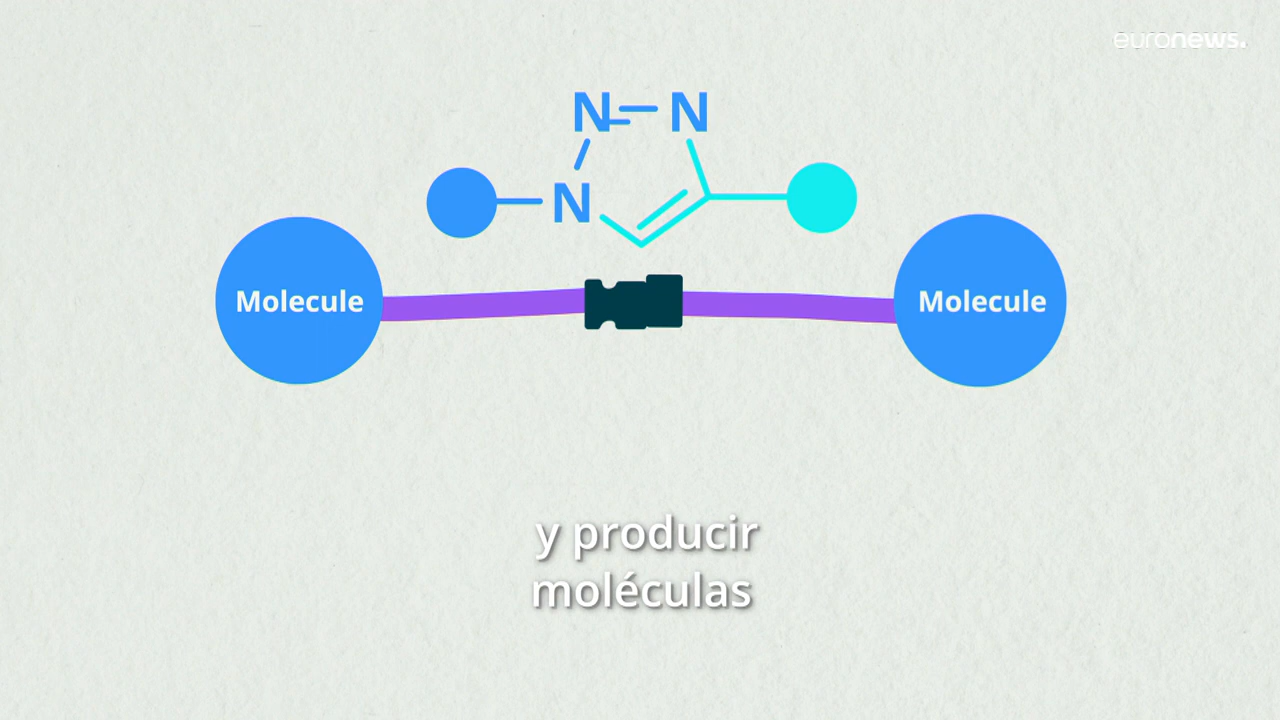 euronews.
N N
N
Molecule Molecule
y producir
moléculas